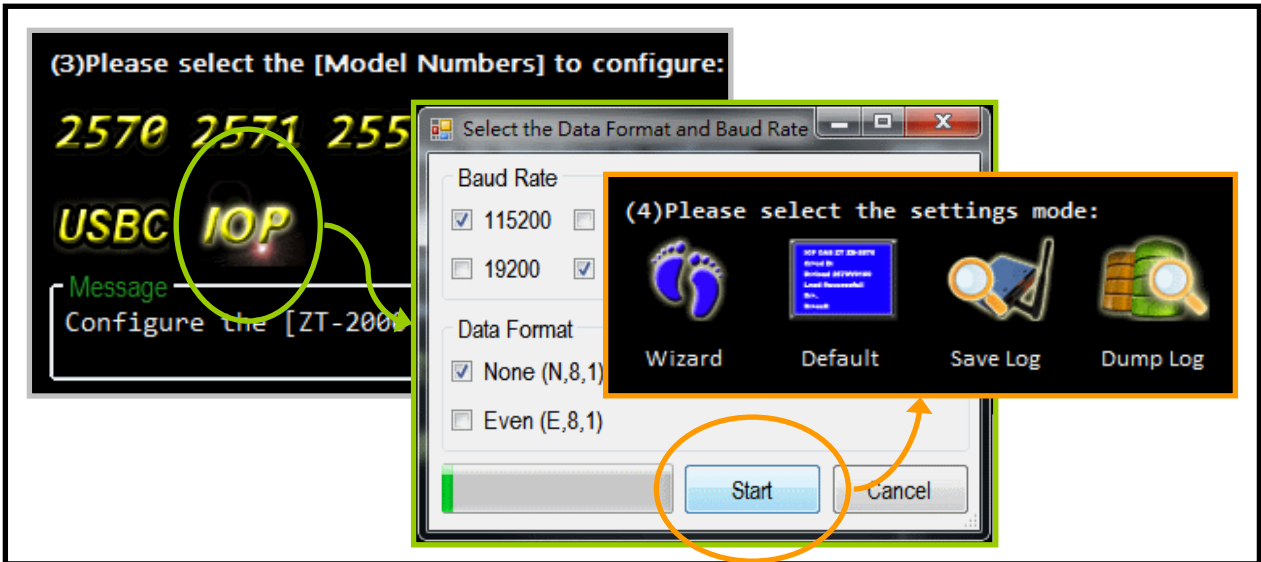 (3)Please select the [Model Numbers] to configure:
2570 2571 255
USBC IOP
Message
Configure the [ZT-200
Select the Data Format and Baud Rate
Baud Rate
115200
19200
Data Format
None (N,8,1)
Even (E,8,1)
Start Cancel
(4)Please select the settings mode:
Wizard Default Save Log Dump Log